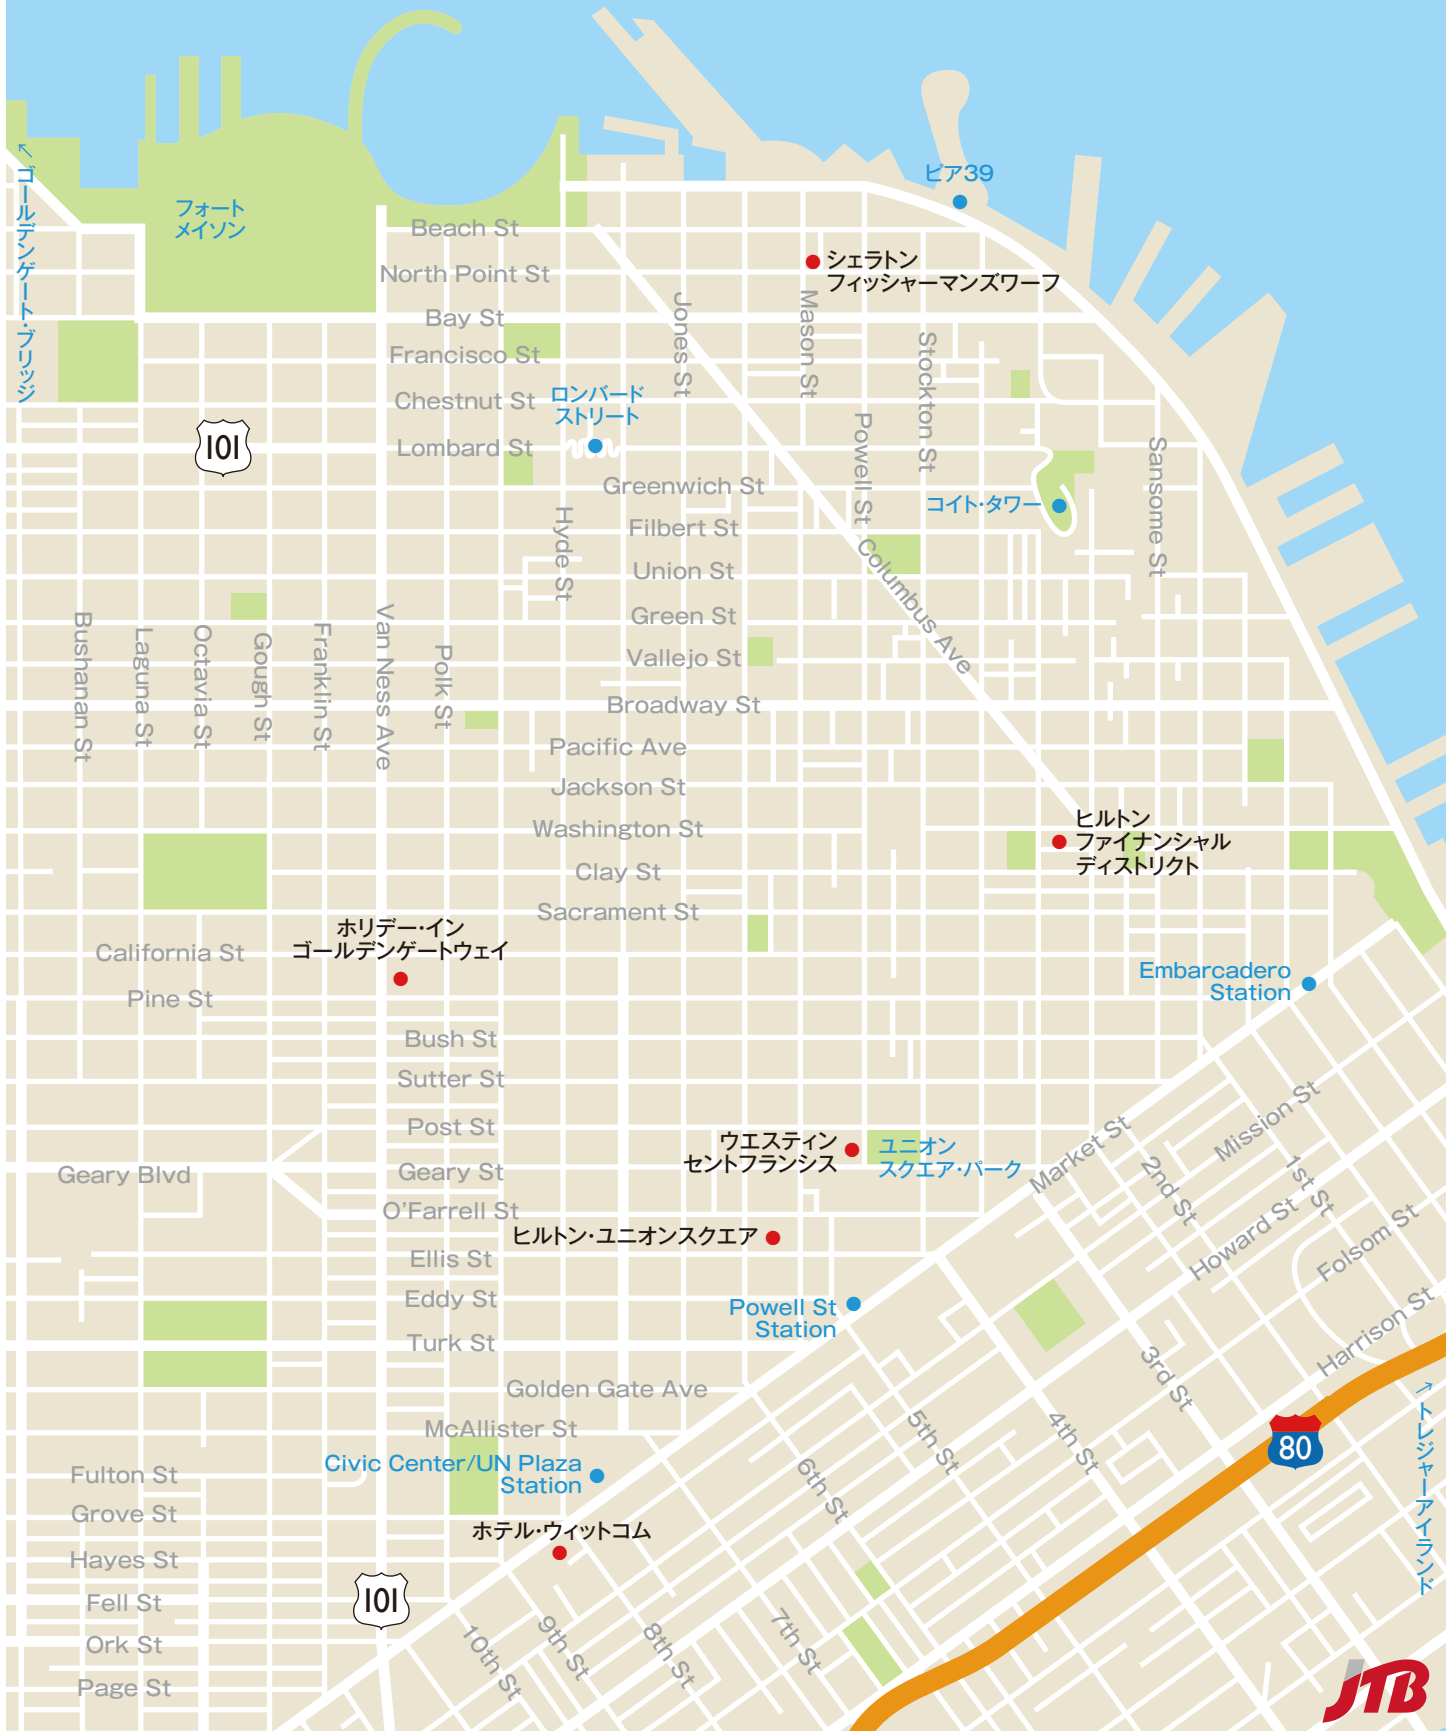 ピア39
← ゴールデンゲート・ブリッジ
フォート
メイソン
Beach St
シェラトン
フィッシャーマンズワーフ
North Point St
Bay St
Jones St
Mason St
Stockton St
Francisco St
Chestnut St
ロンバード
ストリート
101
Lombard St
Powell St
Sansome St
Greenwich St
コイト・タワー
Hyde St
Filbert St
Columbus Ave
Union St
Green St
Vallejo St
Bushanan St
Laguna St
Octavia St
Gough St
Franklin St
Van Ness Ave
Polk St
Broadway St
Pacific Ave
Jackson St
Washington St
ヒルトン
ファイナンシャル
ディストリクト
Clay St
Sacrament St
ホリデー・イン
ゴールデンゲートウェイ
California St
Embarcadero
Station
Pine St
Bush St
Sutter St
Post St
ウエスティン
セントフランシス
ユニオン
スクエア・パーク
Market St
Mission St
2nd St
1st St
Geary Blvd
Geary St
O'Farrell St
ヒルトン・ユニオンスクエア
Howard St
Folsom St
Ellis St
Eddy St
Powell St
Station
Harrison St
Turk St
3rd St
Golden Gate Ave
← トレジャーアイランド
McAllister St
5th St
4th St
80
Civic Center/UN Plaza
Station
6th St
Fulton St
Grove St
ホテル・ウィットコム
Hayes St
Fell St
101
Ork St
10th St
9th St
8th St
7th St
Page St
JTB